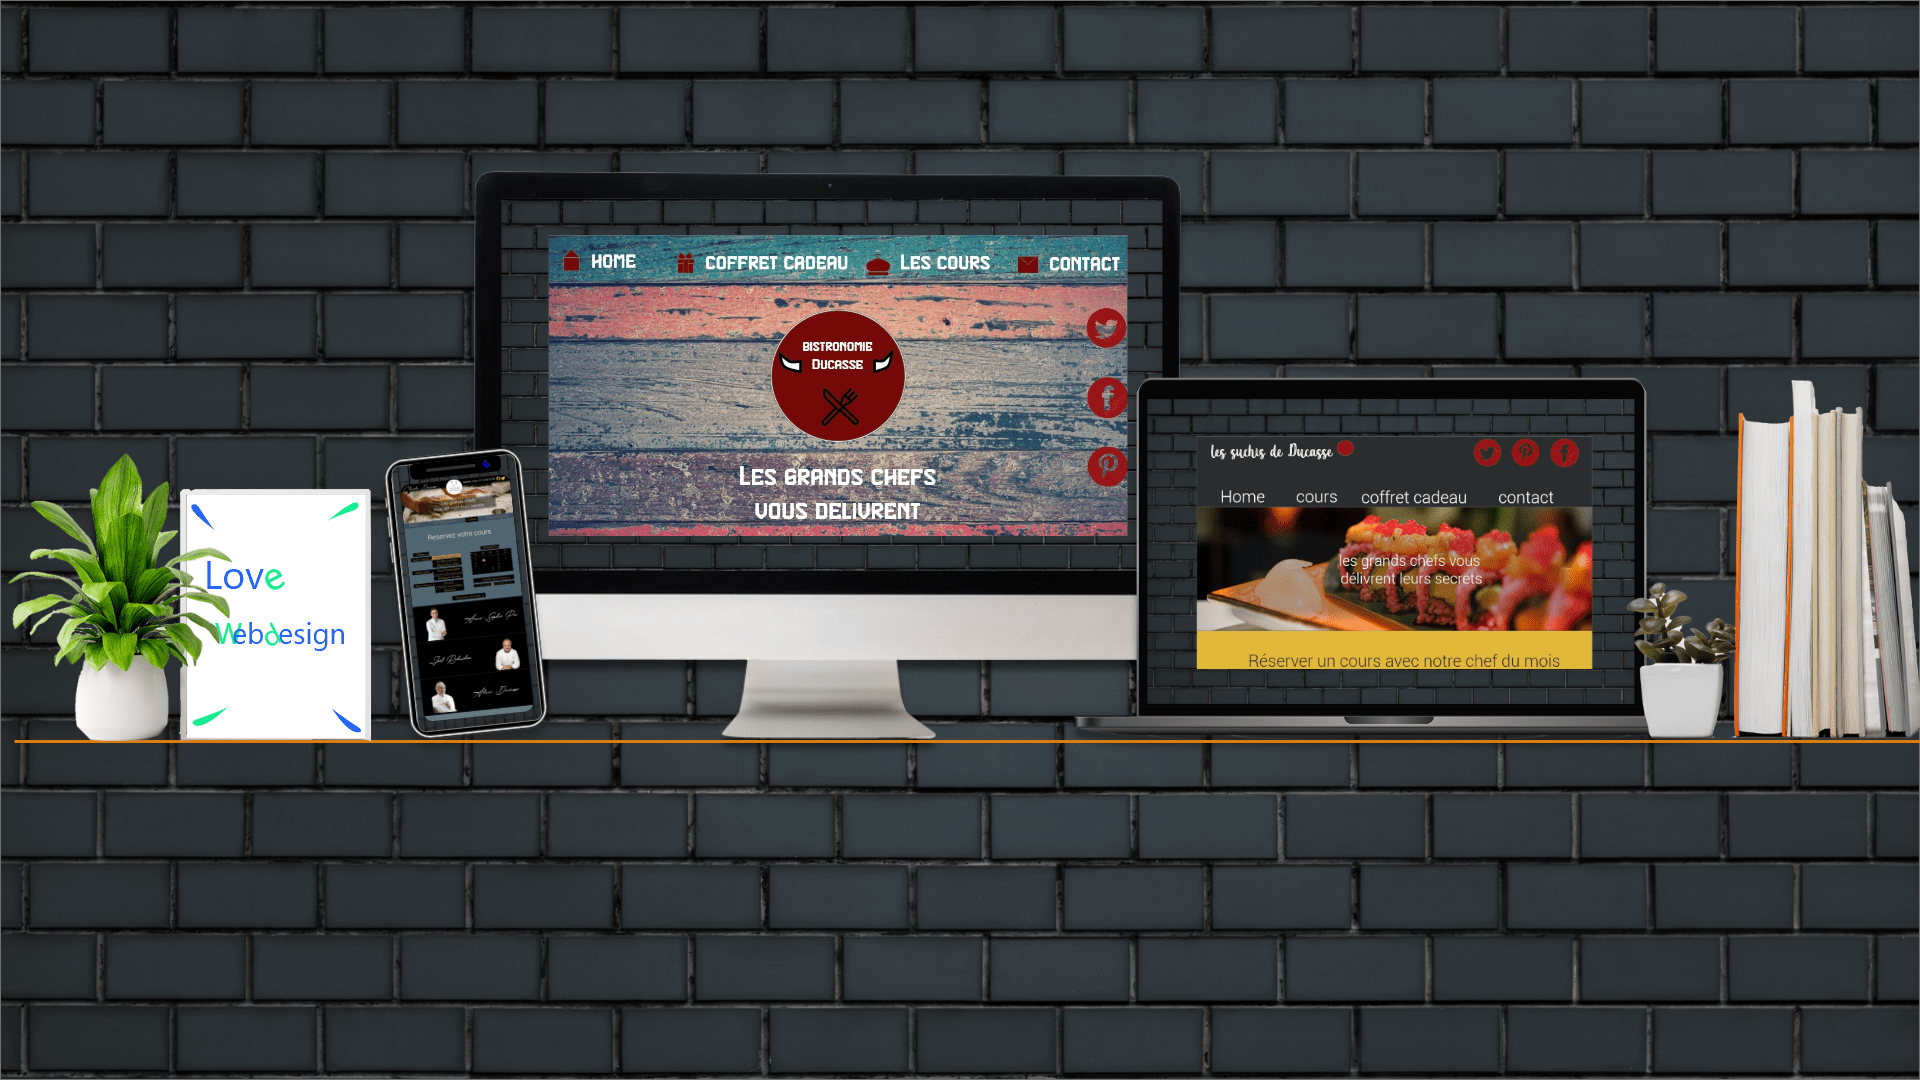 HOME COFFRET CADEAU LES COURS CONTACT
BISTRONOMIE
DUCASSE
LES GRANDS CHEFS
VOUS DELIVRENT
les suchis de Ducasse
Home cours coffret cadeau contact
les grands chefs vous
délivrent leurs secrets
Réserver un cours avec notre chef du mois
Love
Webdesign
Reservez votre cours